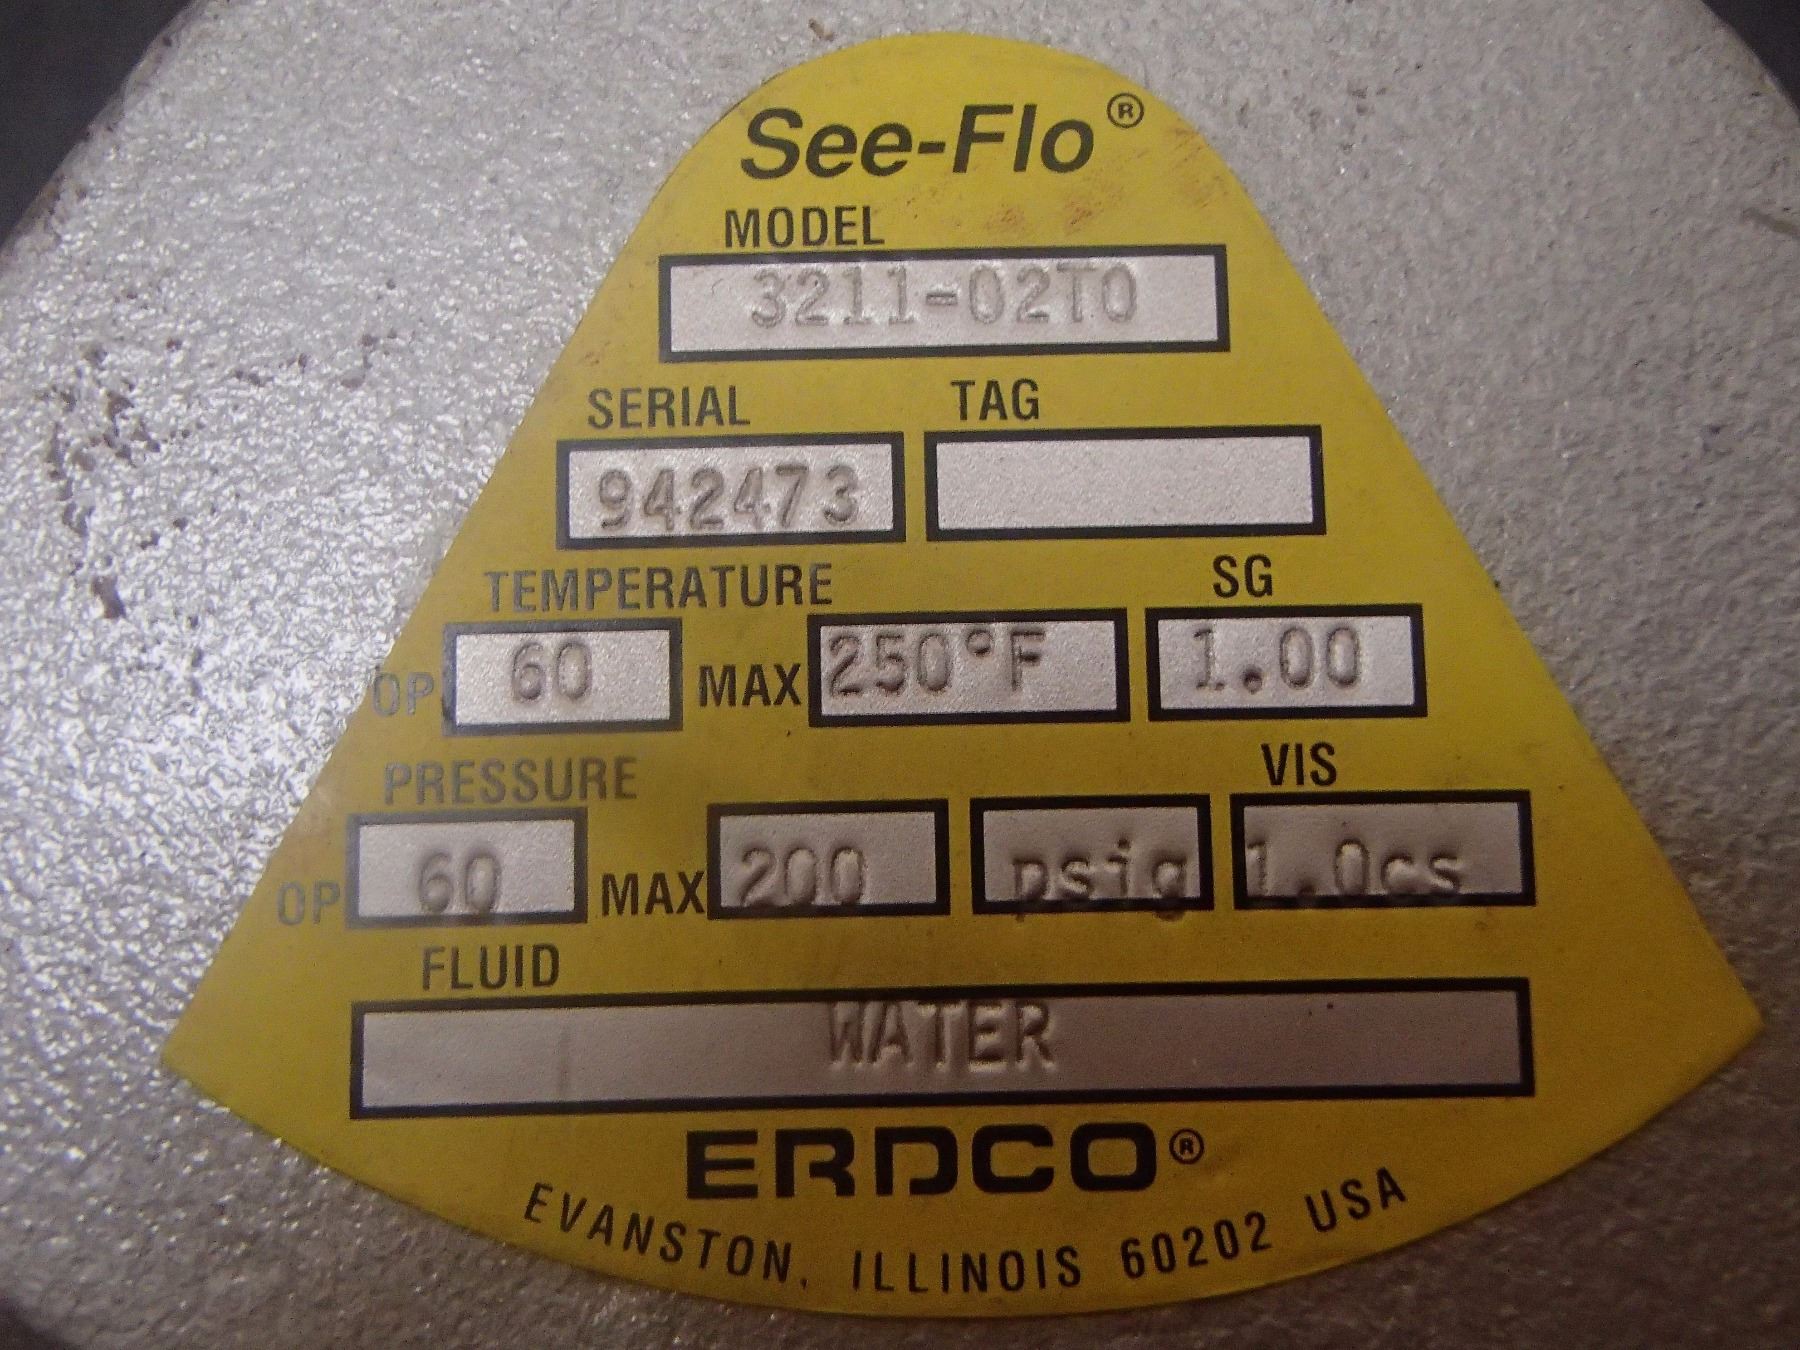 See-Flo®
MODEL
3211-02T0
SERIAL TAG
942473
TEMPERATURE SG
OP 60 MAX 250°F 1.00
PRESSURE VIS
OP 60 MAX 200 psig 1.0cs
FLUID
WATER
ERDCO®
EVANSTON, ILLINOIS 60202 USA